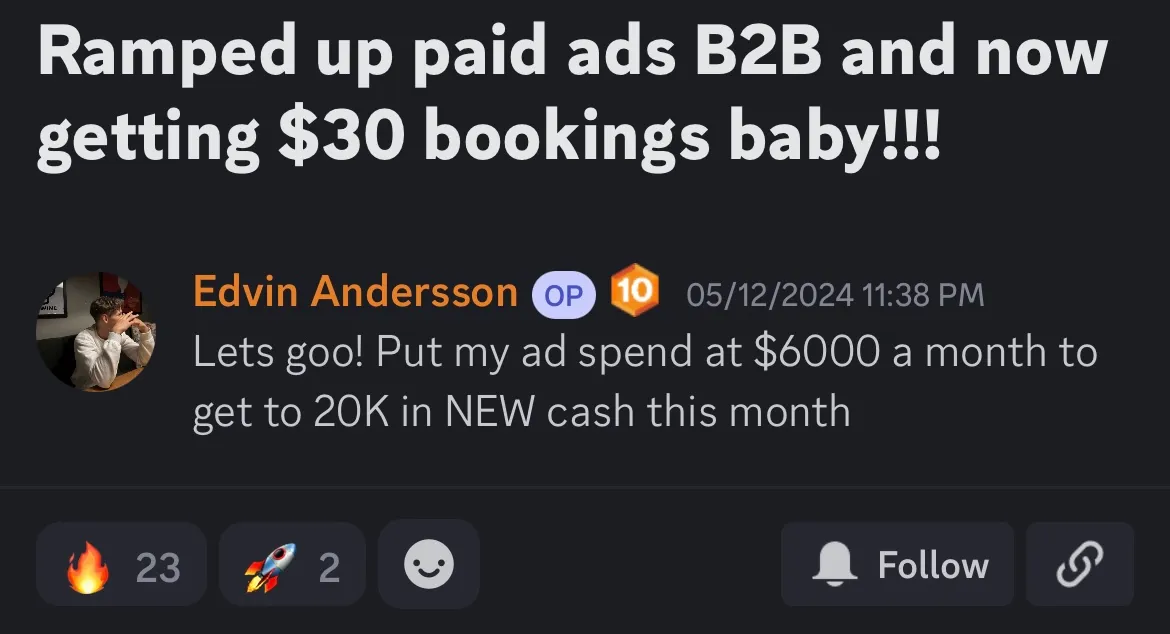 Ramped up paid ads B2B and now
getting $30 bookings baby!!!
Edvin Andersson OP 10 05/12/2024 11:38 PM
Lets goo! Put my ad spend at $6000 a month to
get to 20K in NEW cash this month
🔥 23 🚀 2 Follow